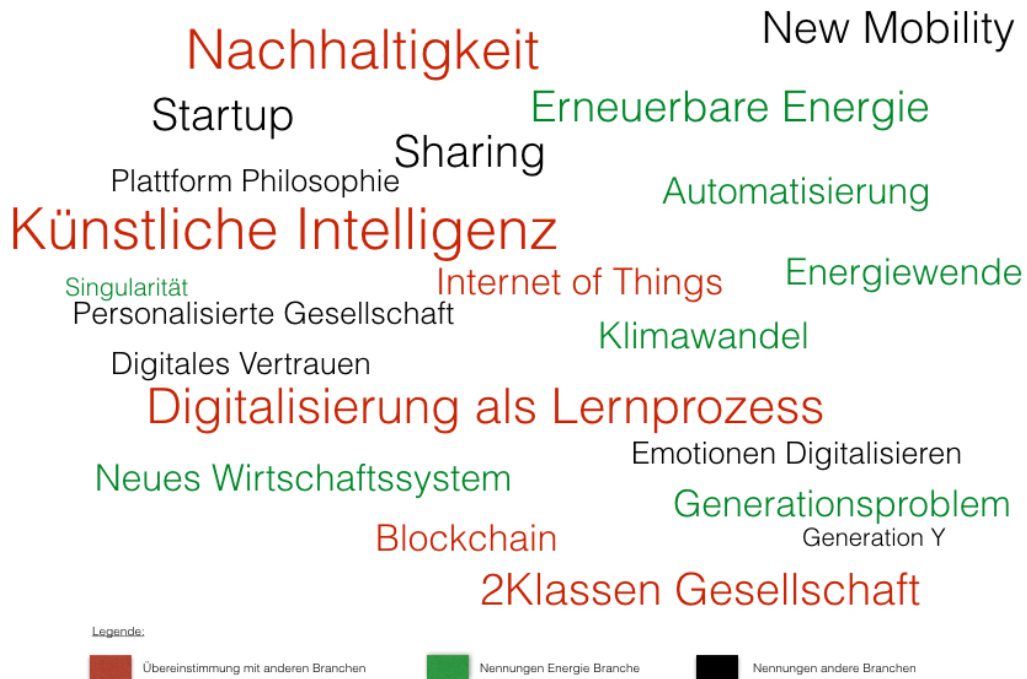 New Mobility
Nachhaltigkeit
Erneuerbare Energie
Startup
Sharing
Plattform Philosophie
Automatisierung
Künstliche Intelligenz
Energiewende
Internet of Things
Singularität
Personalisierte Gesellschaft
Klimawandel
Digitales Vertrauen
Digitalisierung als Lernprozess
Emotionen Digitalisieren
Neues Wirtschaftssystem
Generationsproblem
Blockchain
Generation Y
2Klassen Gesellschaft
Legende:
Übereinstimmung mit anderen Branchen
Nennungen Energie Branche
Nennungen andere Branchen